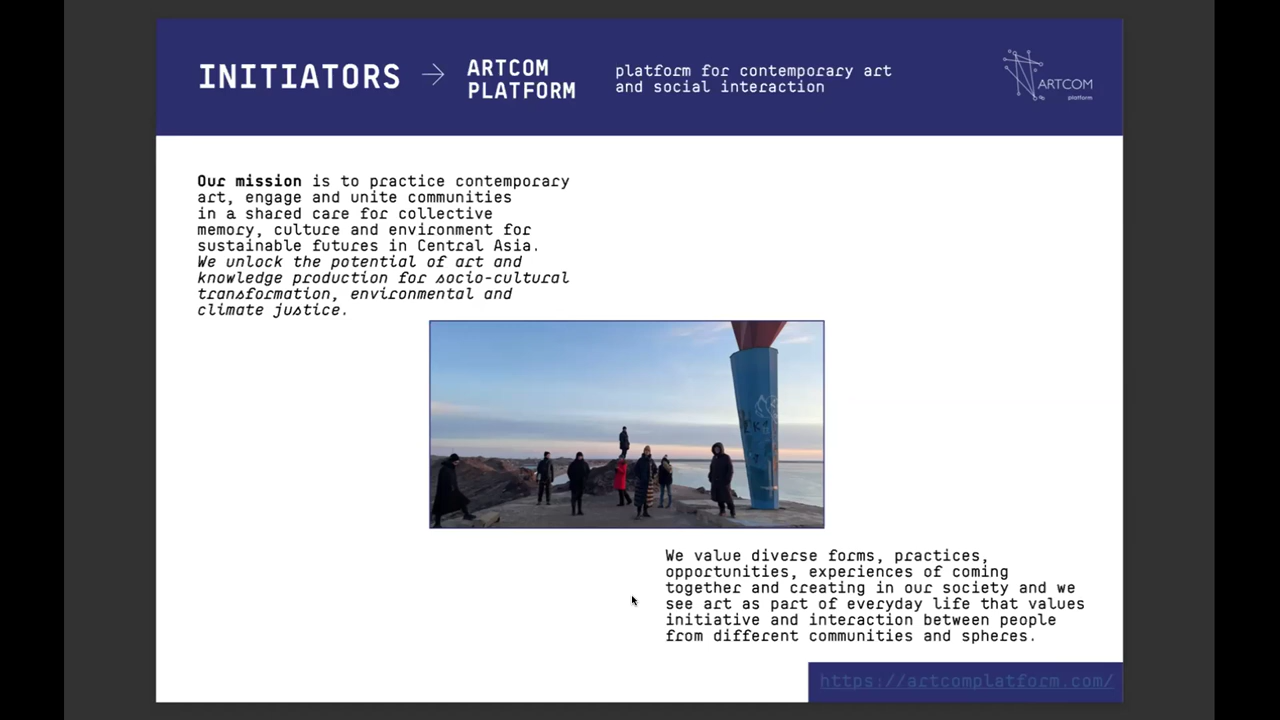 INITIATORS → ARTCOM PLATFORM
platform for contemporary art
and social interaction
ARTCOM
platform
Our mission is to practice contemporary
art, engage and unite communities
in a shared care for collective
memory, culture and environment for
sustainable futures in Central Asia.
We unlock the potential of art and
knowledge production for socio-cultural
transformation, environmental and
climate justice.
We value diverse forms, practices,
opportunities, experiences of coming
together and creating in our society and we
see art as part of everyday life that values
initiative and interaction between people
from different communities and spheres.
https://artcomplatform.com/